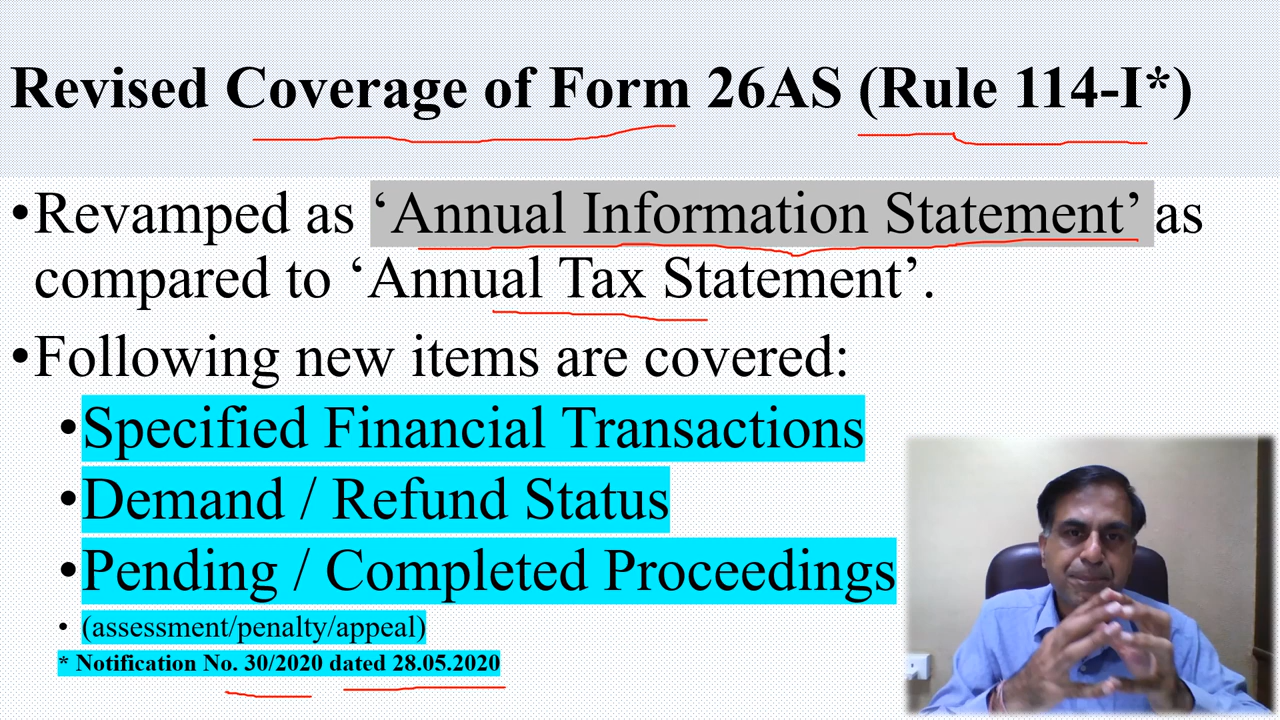 Revised Coverage of Form 26AS (Rule 114-I*)
•Revamped as ‘Annual Information Statement’ as
compared to ‘Annual Tax Statement’.
•Following new items are covered:
•Specified Financial Transactions
•Demand / Refund Status
•Pending / Completed Proceedings
• (assessment/penalty/appeal)
* Notification No. 30/2020 dated 28.05.2020